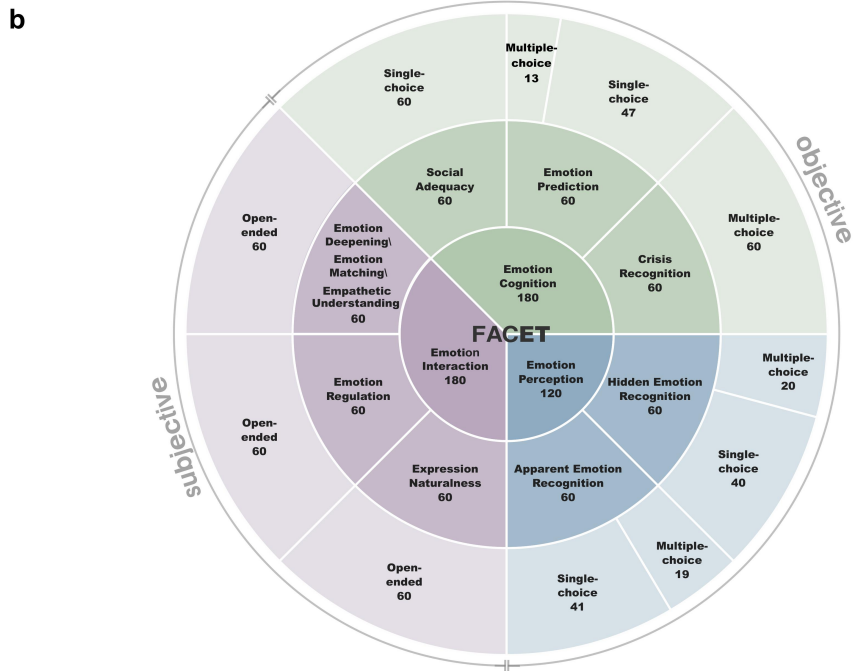 b
Multiple-
choice
13
Single-
choice
60
Single-
choice
47
objective
Social
Adequacy
60
Emotion
Prediction
60
Open-
ended
60
Emotion
Deepening\
Emotion
Matching\
Empathetic
Understanding
60
Multiple-
choice
60
Crisis
Recognition
60
Emotion
Cognition
180
FACET
Emotion
Interaction
180
Emotion
Perception
120
Multiple-
choice
20
Emotion
Regulation
60
Hidden Emotion
Recognition
60
subjective
Open-
ended
60
Single-
choice
40
Expression
Naturalness
60
Apparent Emotion
Recognition
60
Multiple-
choice
19
Open-
ended
60
Single-
choice
41